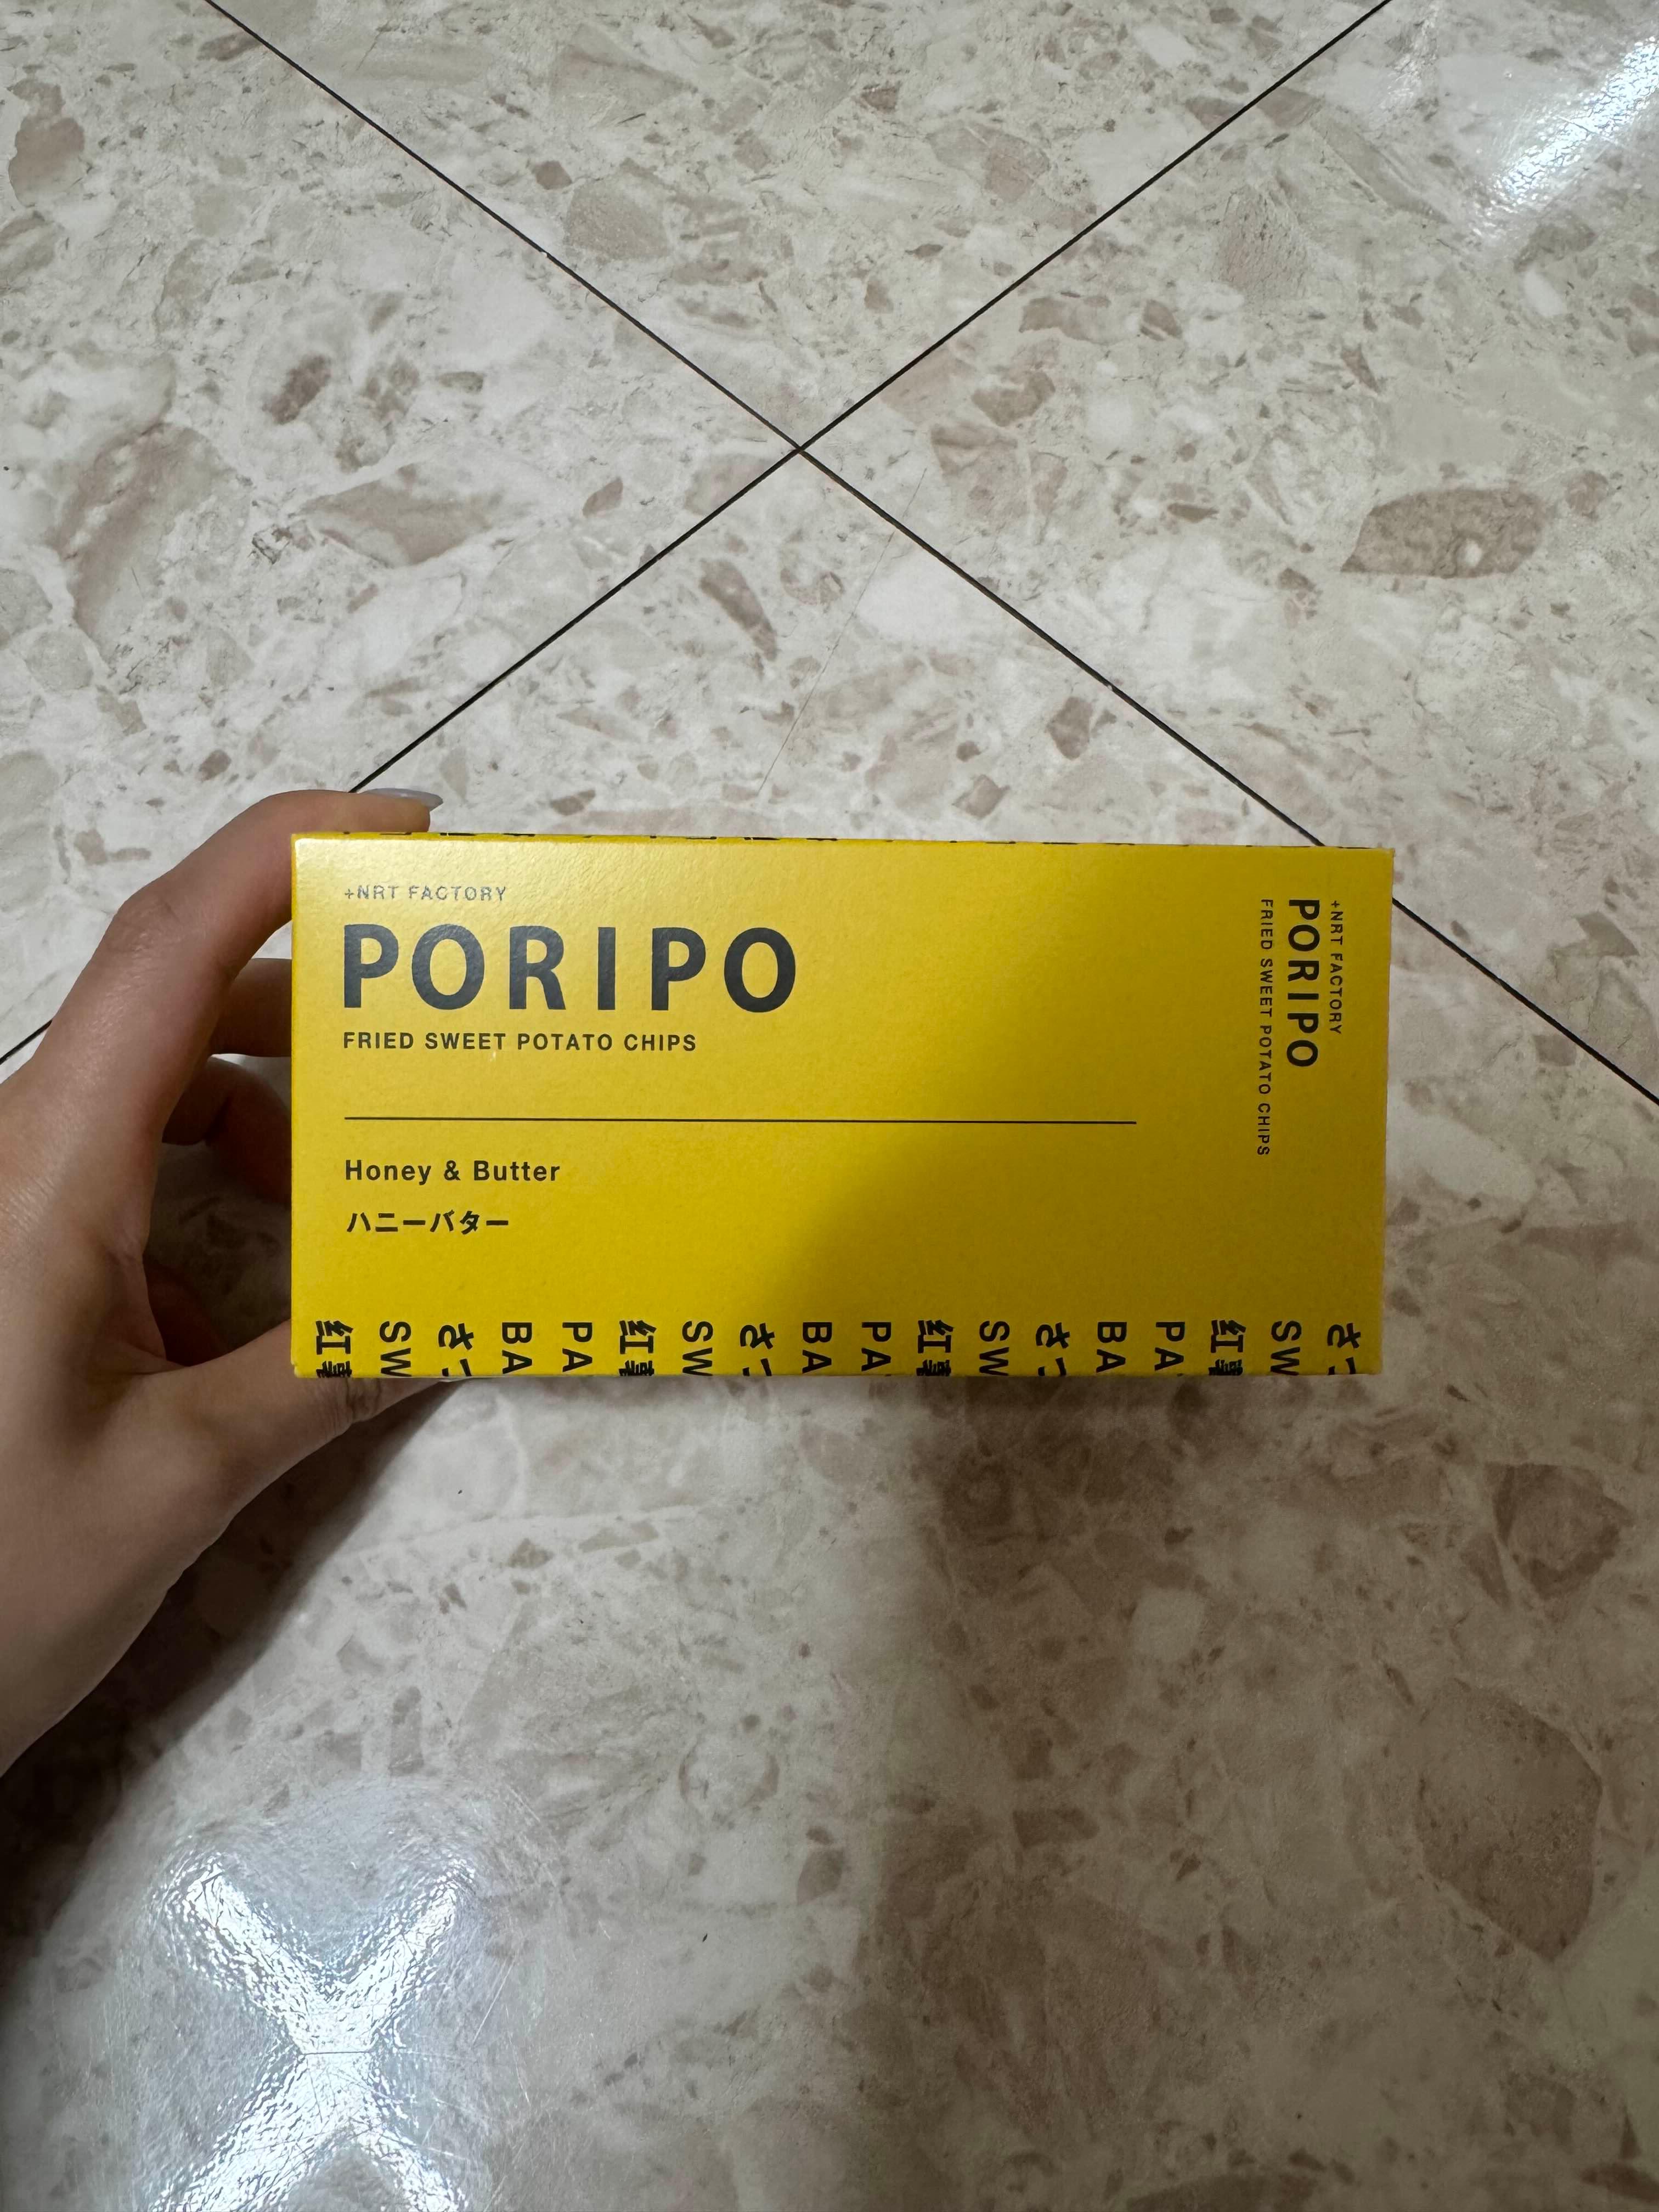 +NRT FACTORY
PORIPO
FRIED SWEET POTATO CHIPS
Honey & Butter
ハニーバター
+NRT FACTORY
PORIPO
FRIED SWEET POTATO CHIPS